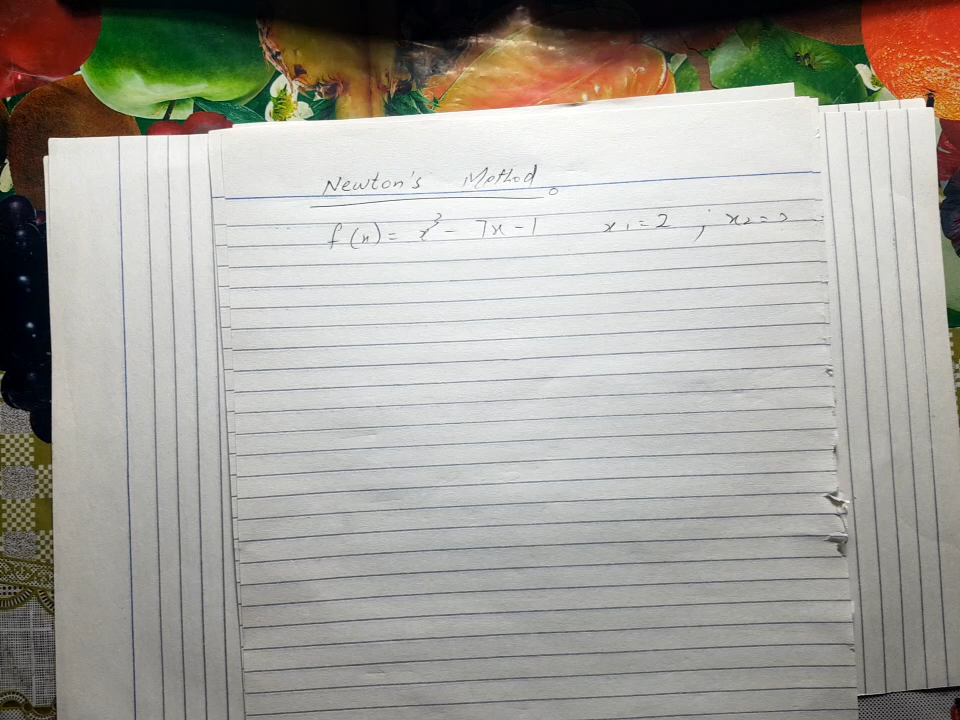 Newton's Method.
f(x) = x³ - 7x - 1 x₁ = 2 ; x₂ = ?